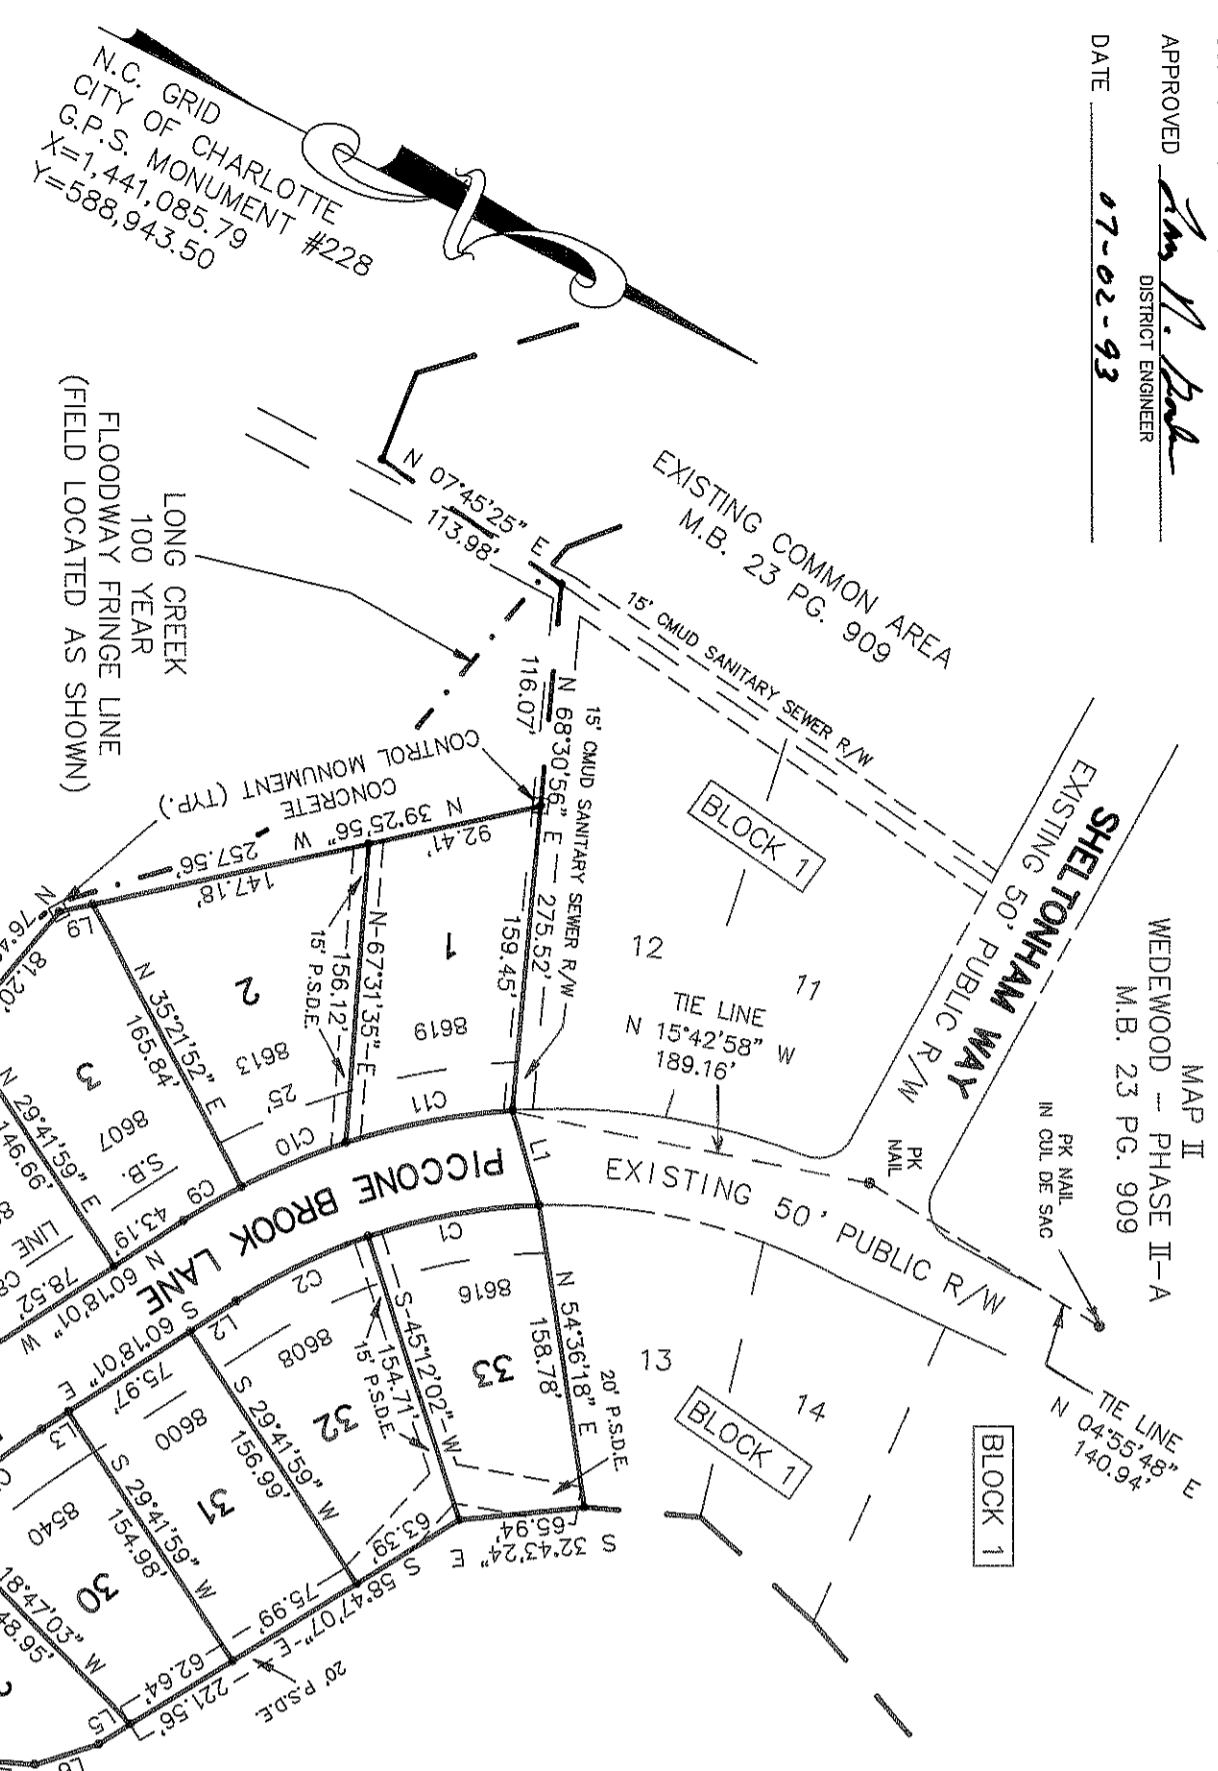 APPROVED
DISTRICT ENGINEER
DATE 07-02-93
N.C. GRID
CITY OF CHARLOTTE
G.P.S. MONUMENT #228
X=1,441,085.79
Y=588,943.50
MAP II
WEDEWOOD - PHASE II-A
M.B. 23 PG. 909
EXISTING COMMON AREA
M.B. 23 PG. 909
SHELTONHAM WAY
EXISTING 50' PUBLIC R/W
PK NAIL
IN CUL DE SAC
PK
NAIL
TIE LINE
N 04°55'48" E
140.94'
TIE LINE
N 15°42'58" W
189.16'
15' CMUD SANITARY SEWER R/W
15' CMUD SANITARY SEWER R/W
BLOCK 1
BLOCK 1
BLOCK 1
11
12
13
14
N 07°45'25" E
113.98'
N 68°30'56" E — 275.52'
116.07'
159.45'
LONG CREEK
100 YEAR
FLOODWAY FRINGE LINE
(FIELD LOCATED AS SHOWN)
CONCRETE
CONTROL MONUMENT (TYP.)
N 39°25'56" W 257.56'
92.41'
147.18'
1
8619
C11
N-67°31'35"-E
156.12'
15' P.S.D.E.
2
8613
25'
C10
N 35°21'52" E
165.84'
3
8607
S.B.
LINE
C9
43.19'
N 29°41'59" E
146.66'
L9
81.20'
78.52'
C8
N 60°18'01" W
PICCONE BROOK LANE
EXISTING 50' PUBLIC R/W
L1
C1
8616
33
N 54°36'18" E
158.78'
20' P.S.D.E.
S 32°43'24" E
65.94'
S-45°12'02"-W
154.71'
15' P.S.D.E.
C2
8608
32
63.39'
L2
S 29°41'59" W
156.99'
S 60°18'01" E
75.97'
8600
31
75.99'
S 58°47'07"-E- 221.56'
20' P.S.D.E.
L3
S 29°41'59" W
154.98'
8540
30
62.64'
18°47'03" W
48.95'
L5
L6